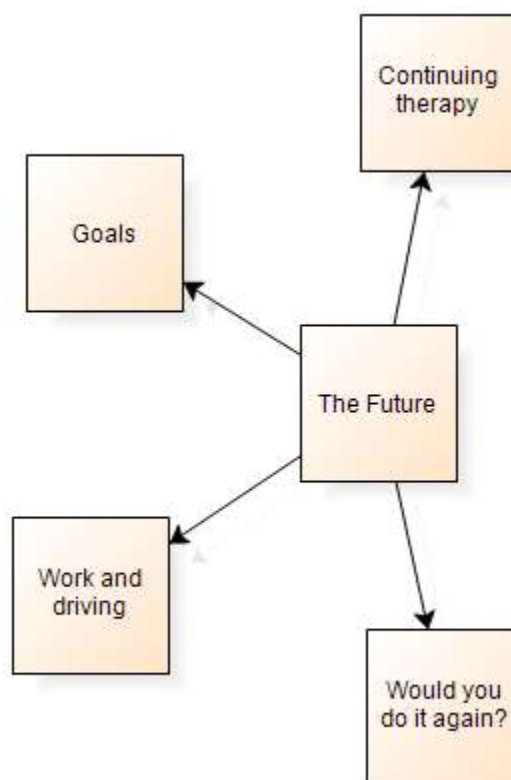 Continuing
therapy
Goals
The Future
Work and
driving
Would you
do it again?